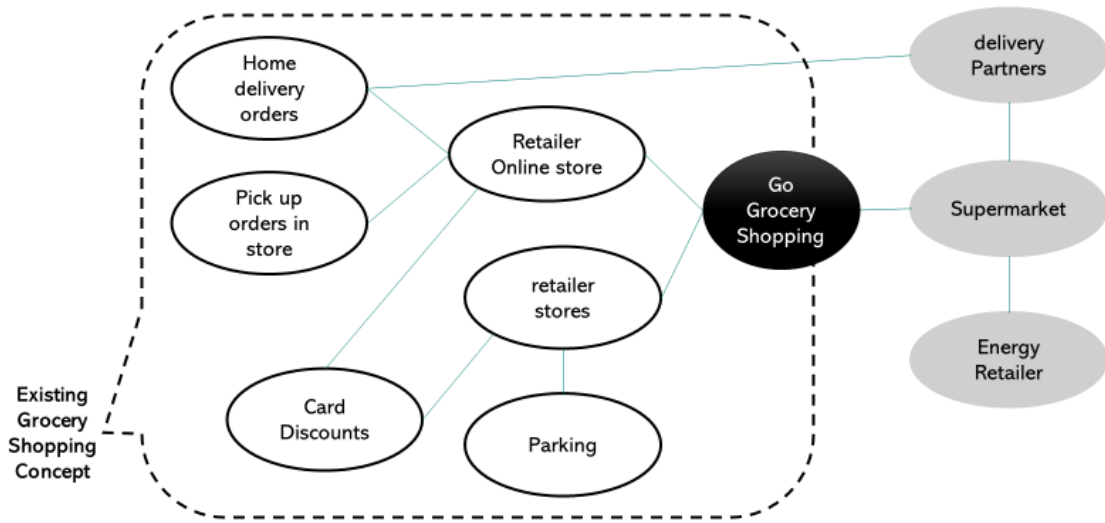 Home
delivery
orders
delivery
Partners
Retailer
Online store
Pick up
orders in
store
Go
Grocery
Shopping
Supermarket
retailer
stores
Energy
Retailer
Existing
Grocery
Shopping
Concept
Card
Discounts
Parking